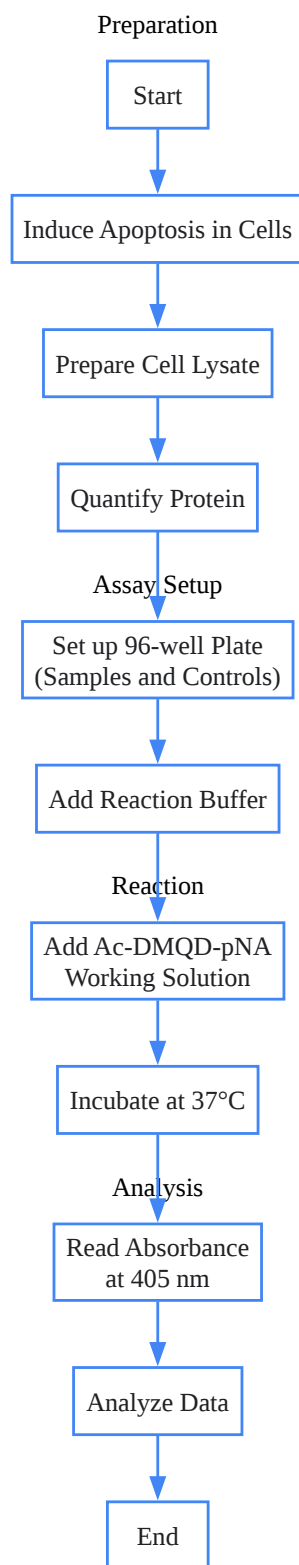 Preparation
Start
Induce Apoptosis in Cells
Prepare Cell Lysate
Quantify Protein
Assay Setup
Set up 96-well Plate
(Samples and Controls)
Add Reaction Buffer
Reaction
Add Ac-DMQD-pNA
Working Solution
Incubate at 37°C
Analysis
Read Absorbance
at 405 nm
Analyze Data
End